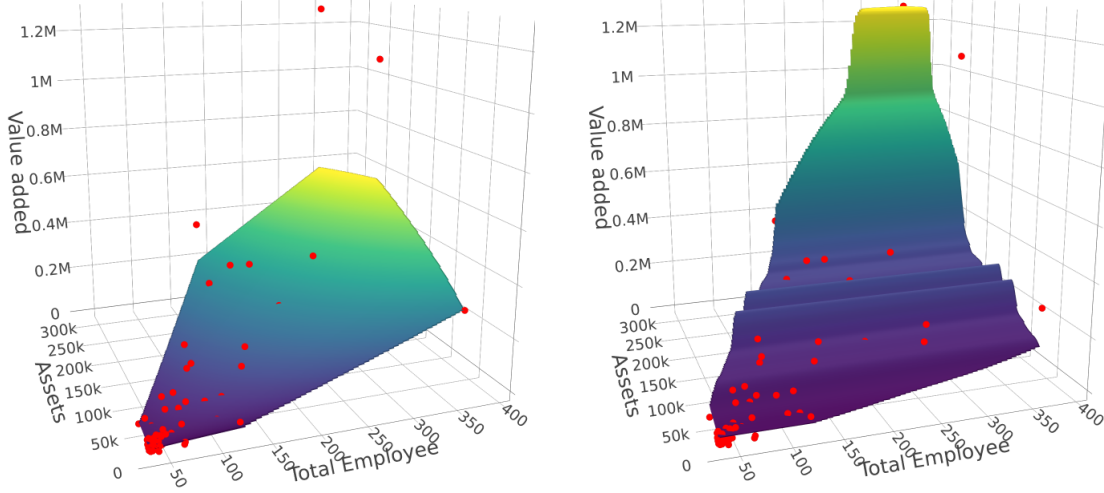 1.2M
1M
0.8M
0.6M
0.4M
0.2M
0
Value added
300k
250k
200k
150k
100k
50k
0
Assets
50
100
150
200
250
300
350
400
Total Employee
1.2M
1M
0.8M
0.6M
0.4M
0.2M
0
Value added
300k
250k
200k
150k
100k
50k
0
Assets
50
100
150
200
250
300
350
400
Total Employee